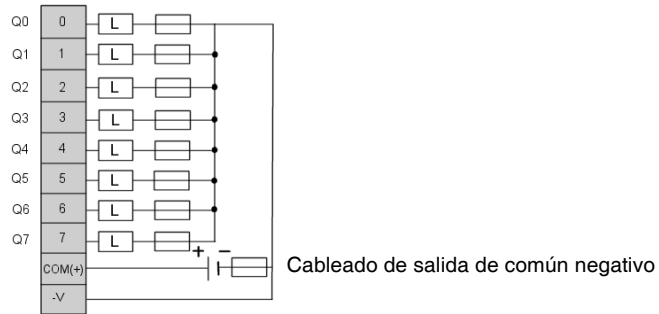 Q0 0 L
Q1 1 L
Q2 2 L
Q3 3 L
Q4 4 L
Q5 5 L
Q6 6 L
Q7 7 L
+ −
COM(+) Cableado de salida de común negativo
-V